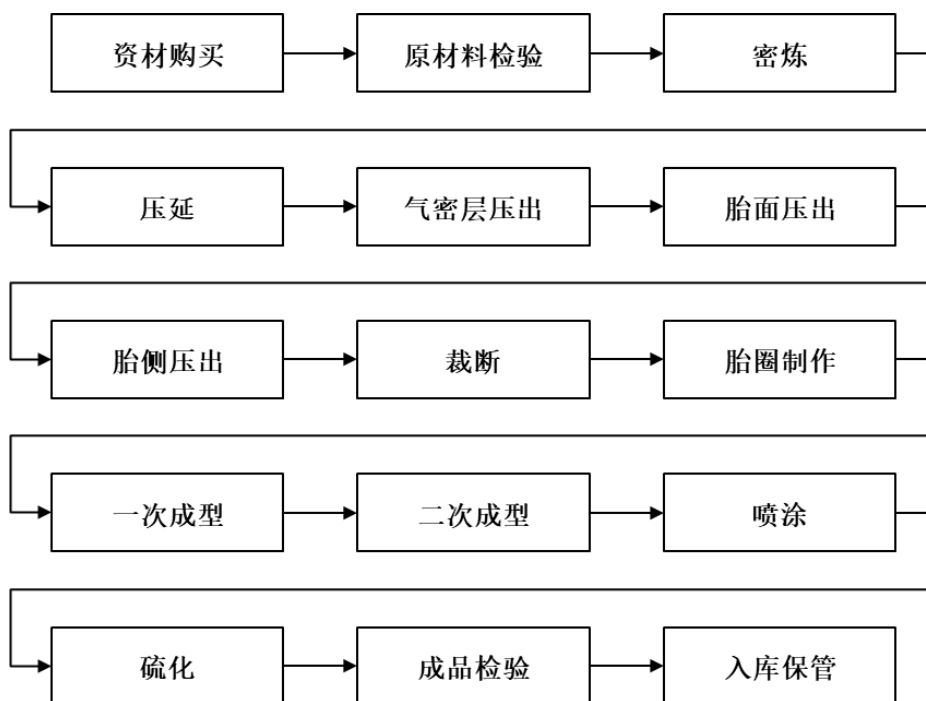 资材购买
原材料检验
密炼
压延
气密层压出
胎面压出
胎侧压出
裁断
胎圈制作
一次成型
二次成型
喷涂
硫化
成品检验
入库保管